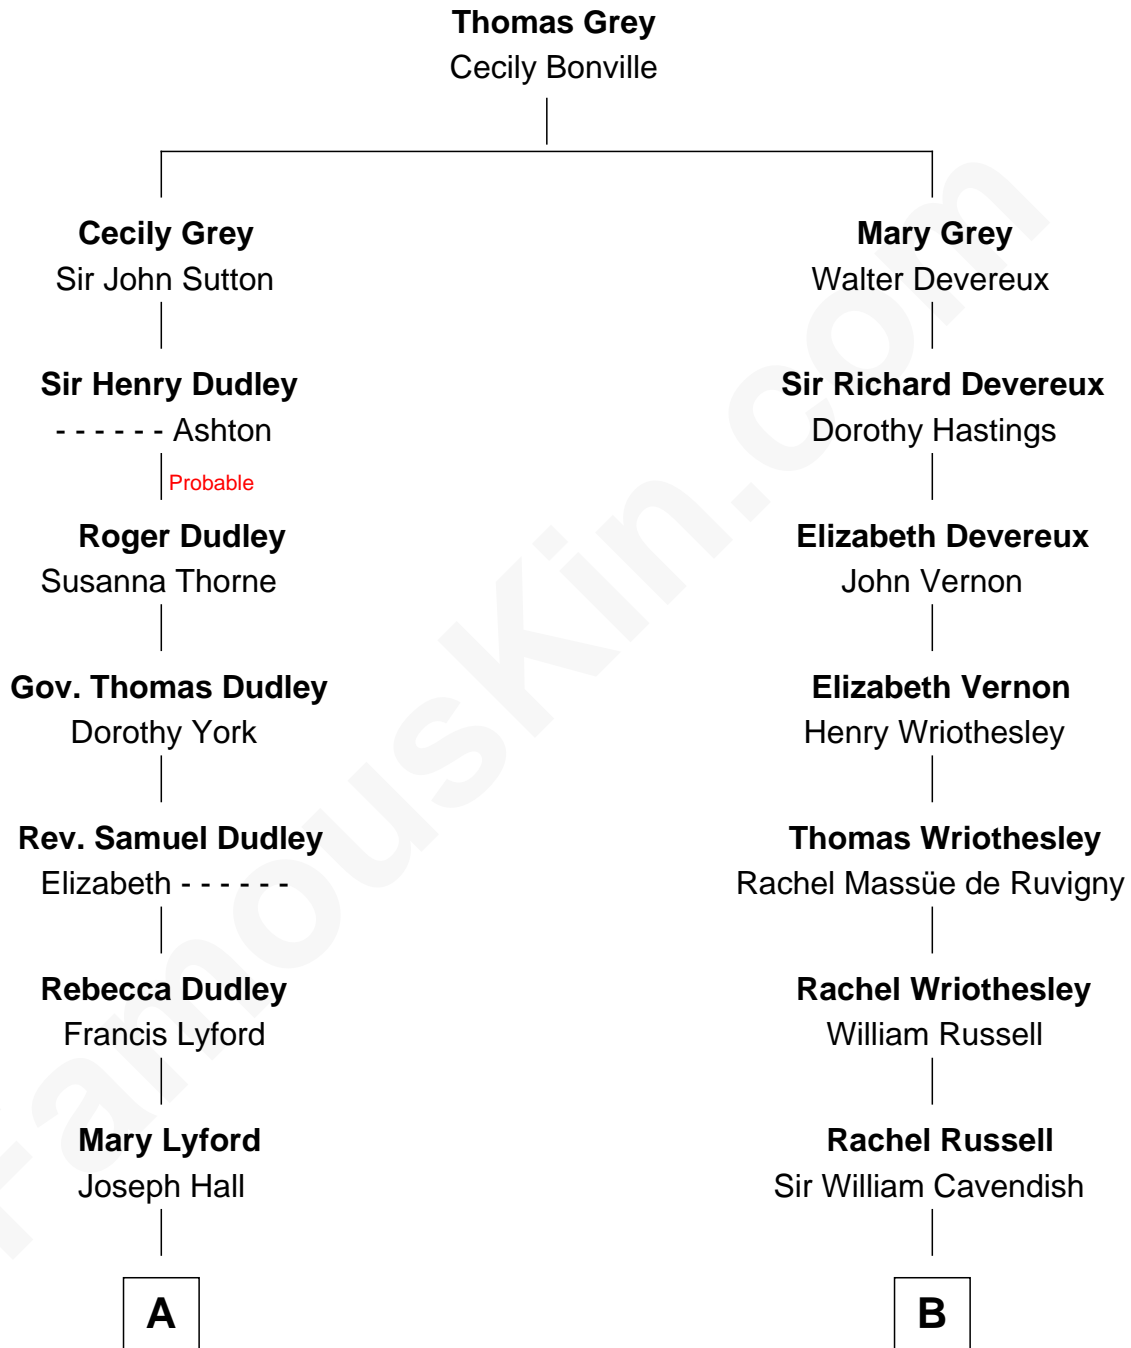 Thomas Grey
Cecily Bonville
Cecily Grey
Sir John Sutton
Mary Grey
Walter Devereux
Sir Henry Dudley
- - - - - - Ashton
Sir Richard Devereux
Dorothy Hastings
Probable
Roger Dudley
Susanna Thorne
Elizabeth Devereux
John Vernon
Gov. Thomas Dudley
Dorothy York
Elizabeth Vernon
Henry Wriothesley
Rev. Samuel Dudley
Elizabeth - - - - - -
Thomas Wriothesley
Rachel Massüe de Ruvigny
Rebecca Dudley
Francis Lyford
Rachel Wriothesley
William Russell
Mary Lyford
Joseph Hall
Rachel Russell
Sir William Cavendish
A
B
FamousKin.com